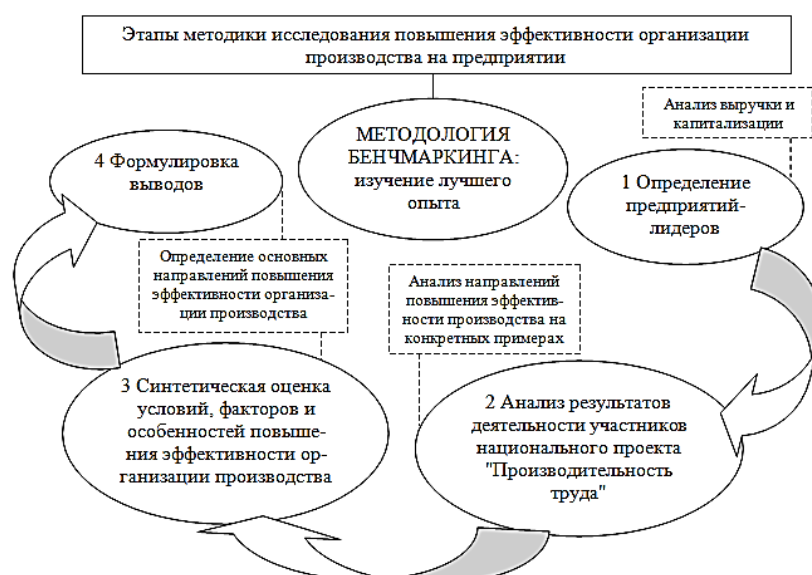 Этапы методики исследования повышения эффективности организации
производства на предприятии
МЕТОДОЛОГИЯ
БЕНЧМАРКИНГА:
изучение лучшего
опыта
Анализ выручки и
капитализации
1 Определение
предприятий-
лидеров
Анализ направлений
повышения эффектив-
ности производства на
конкретных примерах
2 Анализ результатов
деятельности участников
национального проекта
"Производительность
труда"
3 Синтетическая оценка
условий, факторов и
особенностей повыше-
ния эффективности ор-
ганизации производства
Определение основных
направлений повышения
эффективности организа-
ции производства
4 Формулировка
выводов